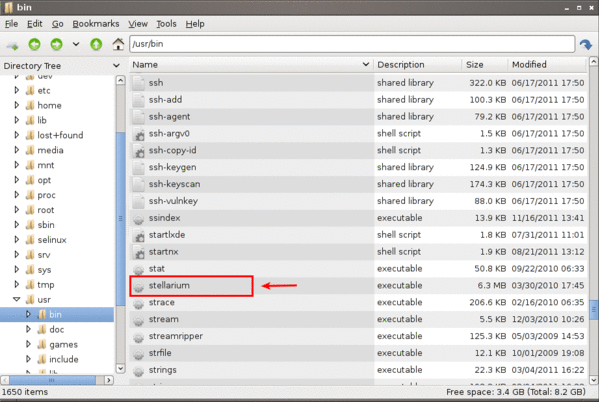 bin
File Edit Go Bookmarks View Tools Help
/usr/bin
Directory Tree
Name Description Size Modified
dev
etc
home
lib
lost+found
media
mnt
opt
proc
root
sbin
selinux
srv
sys
tmp
usr
bin
doc
games
include
lib
ssh shared library 322.0 KB 06/17/2011 17:50
ssh-add shared library 100.3 KB 06/17/2011 17:50
ssh-agent shared library 79.2 KB 06/17/2011 17:50
ssh-argv0 shell script 1.5 KB 06/17/2011 17:50
ssh-copy-id shell script 1.3 KB 06/17/2011 17:50
ssh-keygen shared library 124.9 KB 06/17/2011 17:50
ssh-keyscan shared library 174.3 KB 06/17/2011 17:50
ssh-vulnkey shared library 88.0 KB 06/17/2011 17:50
ssindex executable 13.9 KB 11/16/2011 13:41
startlxde shell script 1.8 KB 07/31/2011 11:01
startnx shell script 1.9 KB 08/21/2011 13:12
stat executable 50.8 KB 09/22/2010 06:33
stellarium executable 6.3 MB 03/30/2010 17:45
strace executable 206.6 KB 02/16/2010 06:35
stream executable 5.5 KB 12/03/2010 10:26
streamripper executable 125.3 KB 05/03/2009 14:53
strfile executable 12.1 KB 10/01/2009 19:08
strings executable 22.3 KB 03/04/2011 16:22
1650 items Free space: 3.4 GB (Total: 8.2 GB)